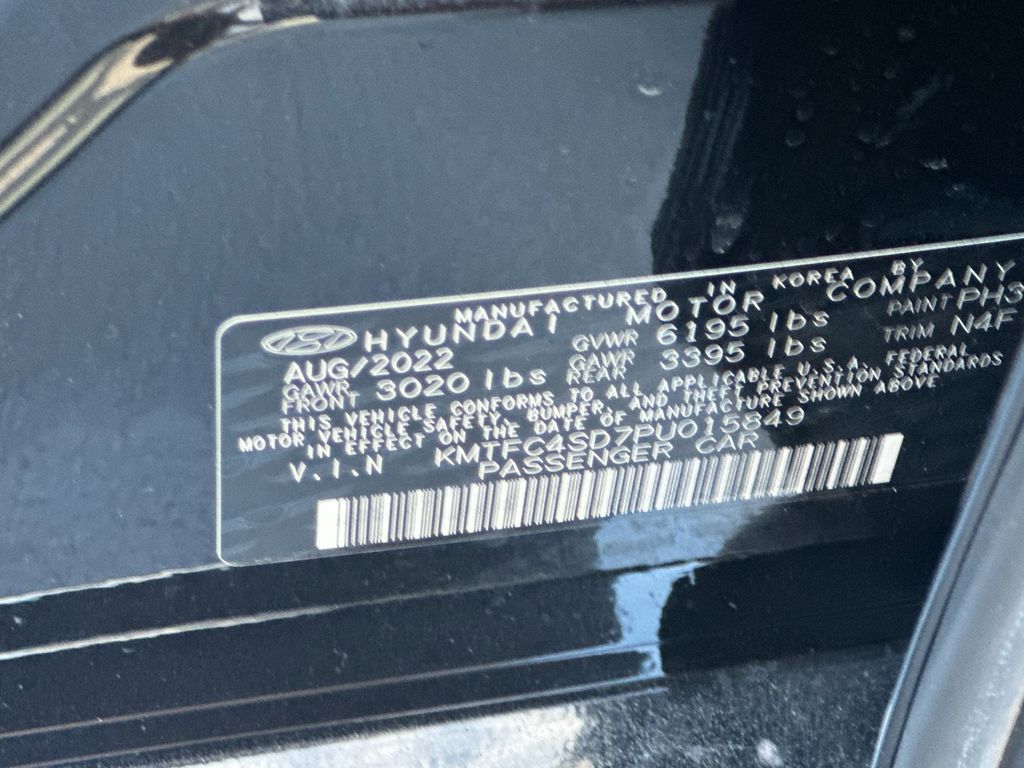 MANUFACTURED IN KOREA BY
HYUNDAI MOTOR COMPANY
AUG/2022 GVWR 6195 lbs PAINT PH3
GAWR FRONT 3020 lbs GAWR REAR 3395 lbs TRIM N4F
THIS VEHICLE CONFORMS TO ALL APPLICABLE U.S.A. FEDERAL
MOTOR VEHICLE SAFETY, BUMPER, AND THEFT PREVENTION STANDARDS
IN EFFECT ON THE DATE OF MANUFACTURE SHOWN ABOVE
V.I.N KMTFC4SD7PU015849
PASSENGER CAR